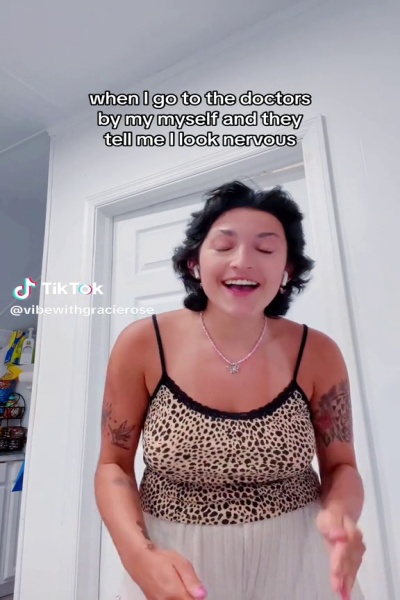 when I go to the doctors
by my myself and they
tell me I look nervous
TikTok
@vibewithgracierose